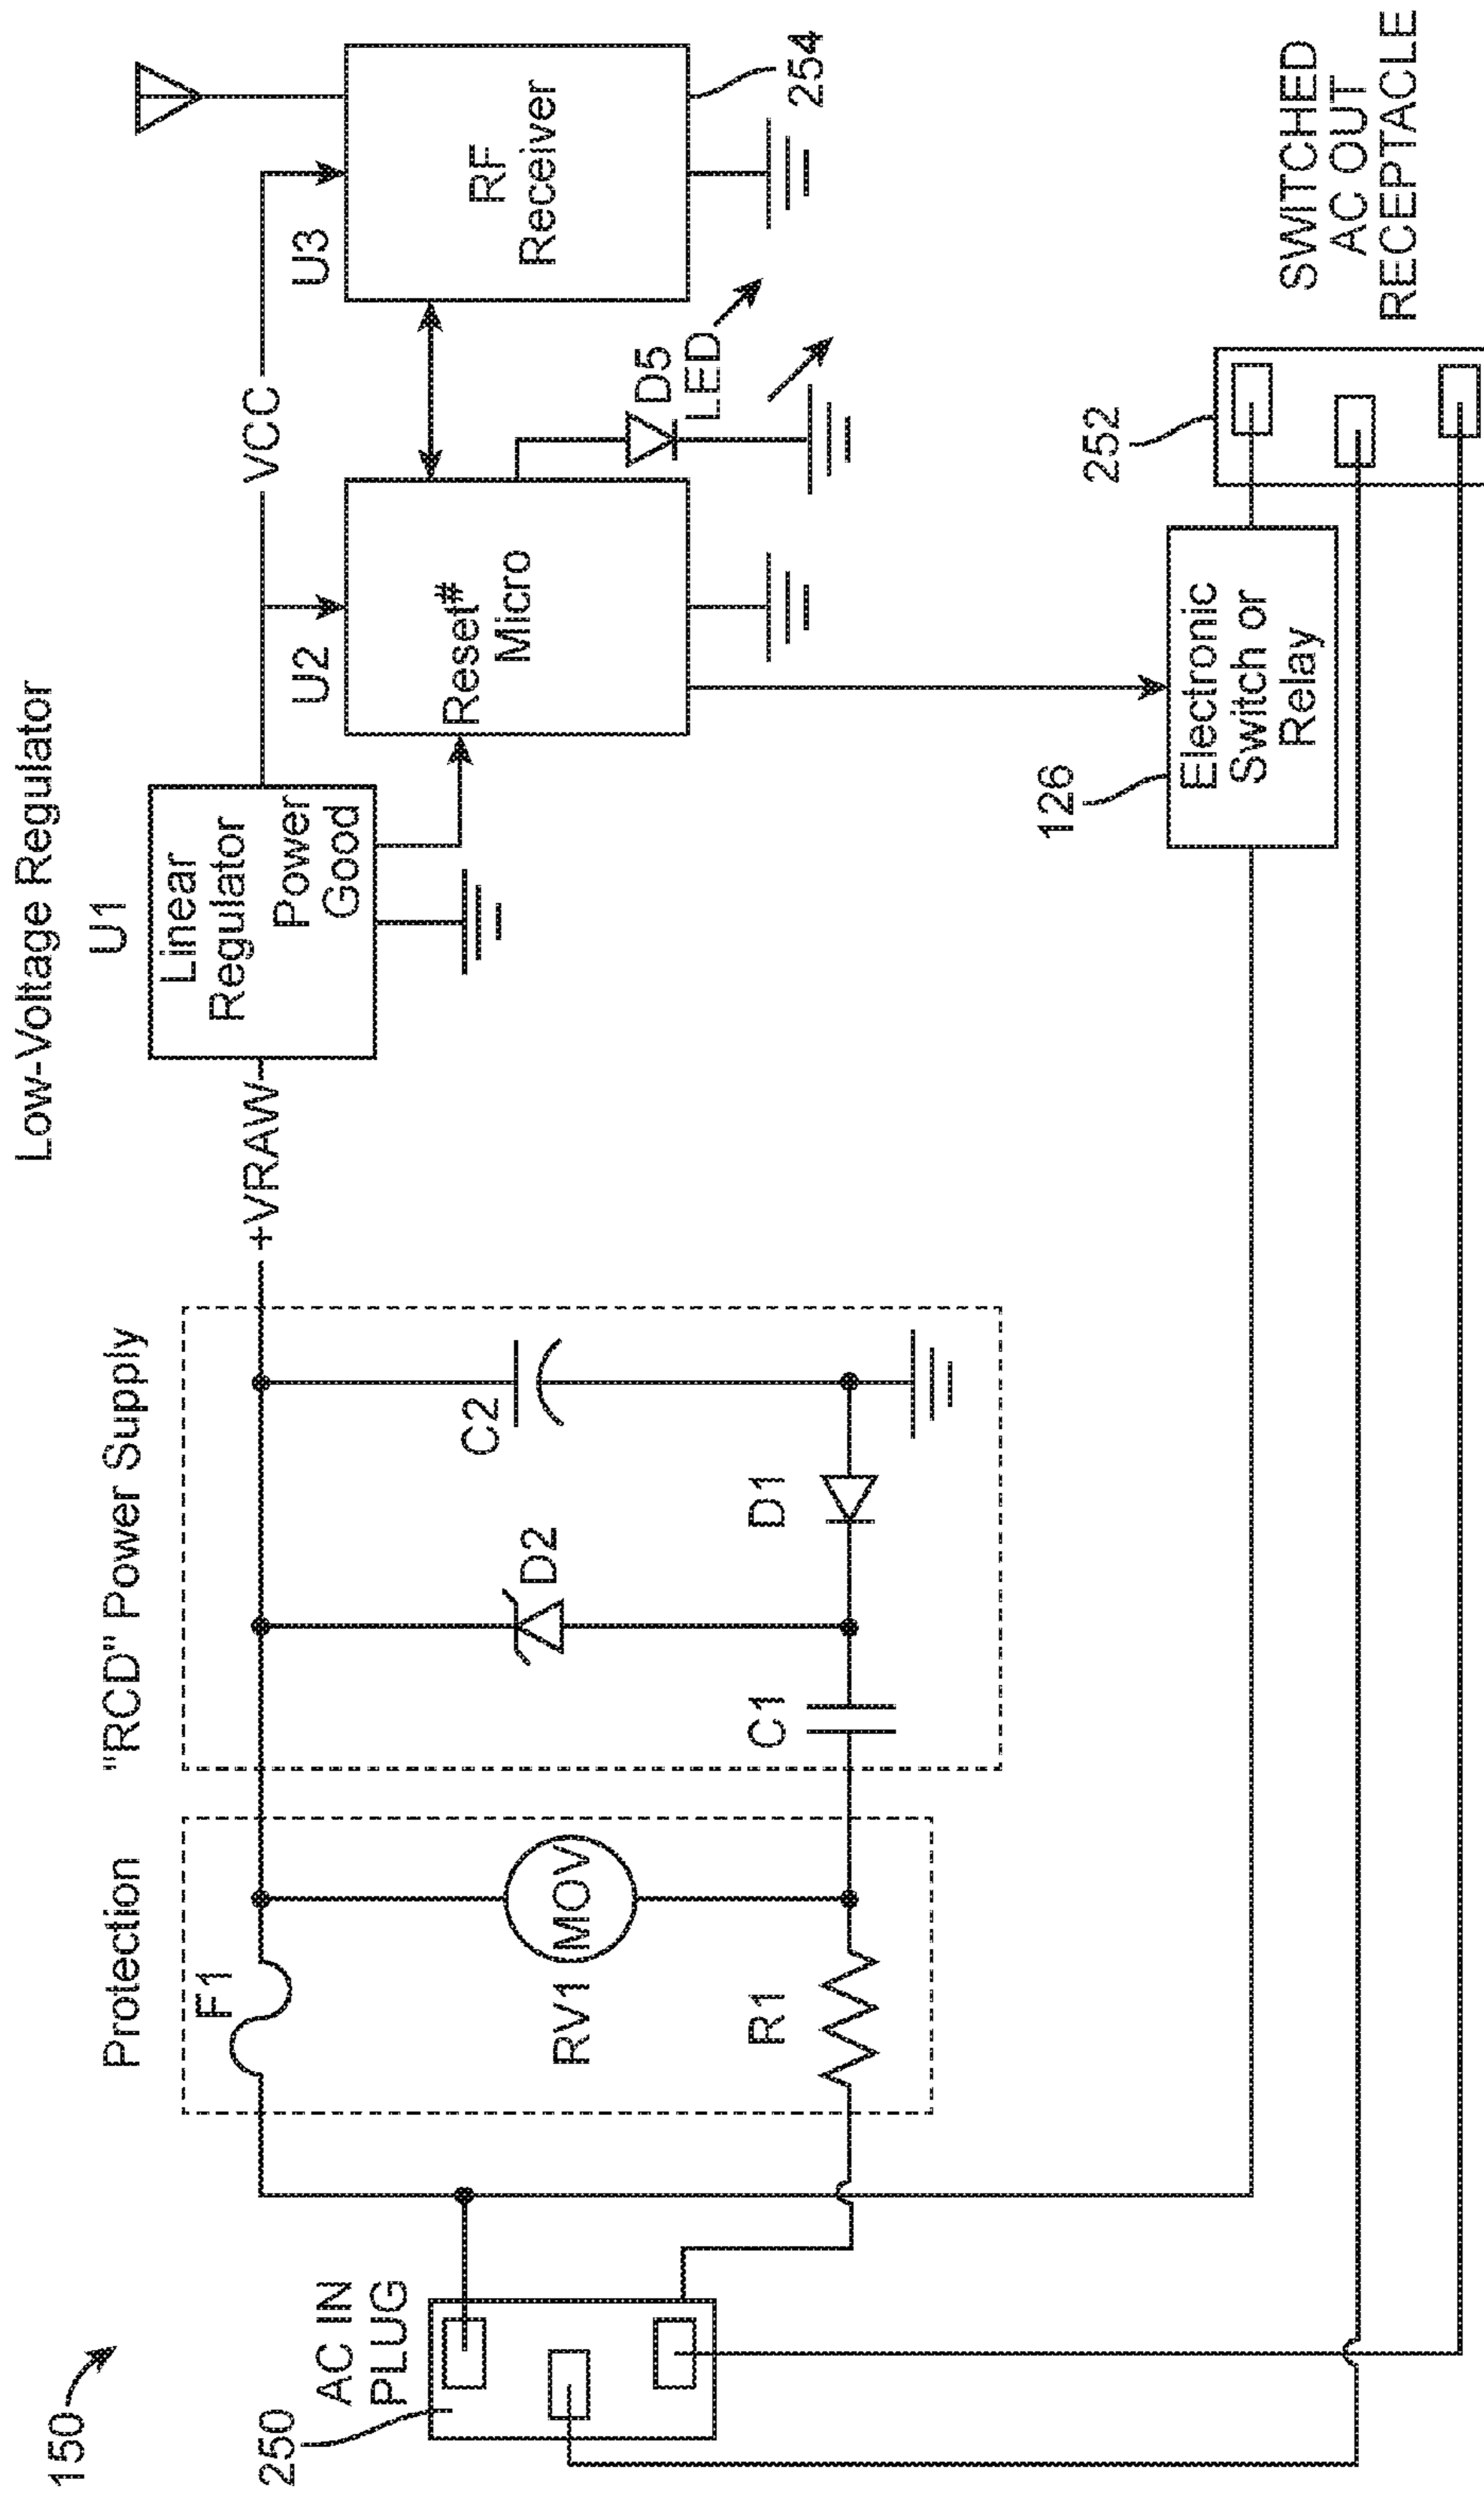 150
250
AC IN
PLUG
Protection
F1
RV1
MOV
R1
"RCD" Power Supply
C1
D2
D1
C2
+VRAW
Low-Voltage Regulator
U1
Linear
Regulator
Power
Good
VCC
U2
Reset#
Micro
U3
RF
Receiver
254
D5
LED
126
Electronic
Switch or
Relay
252
SWITCHED
AC OUT
RECEPTACLE